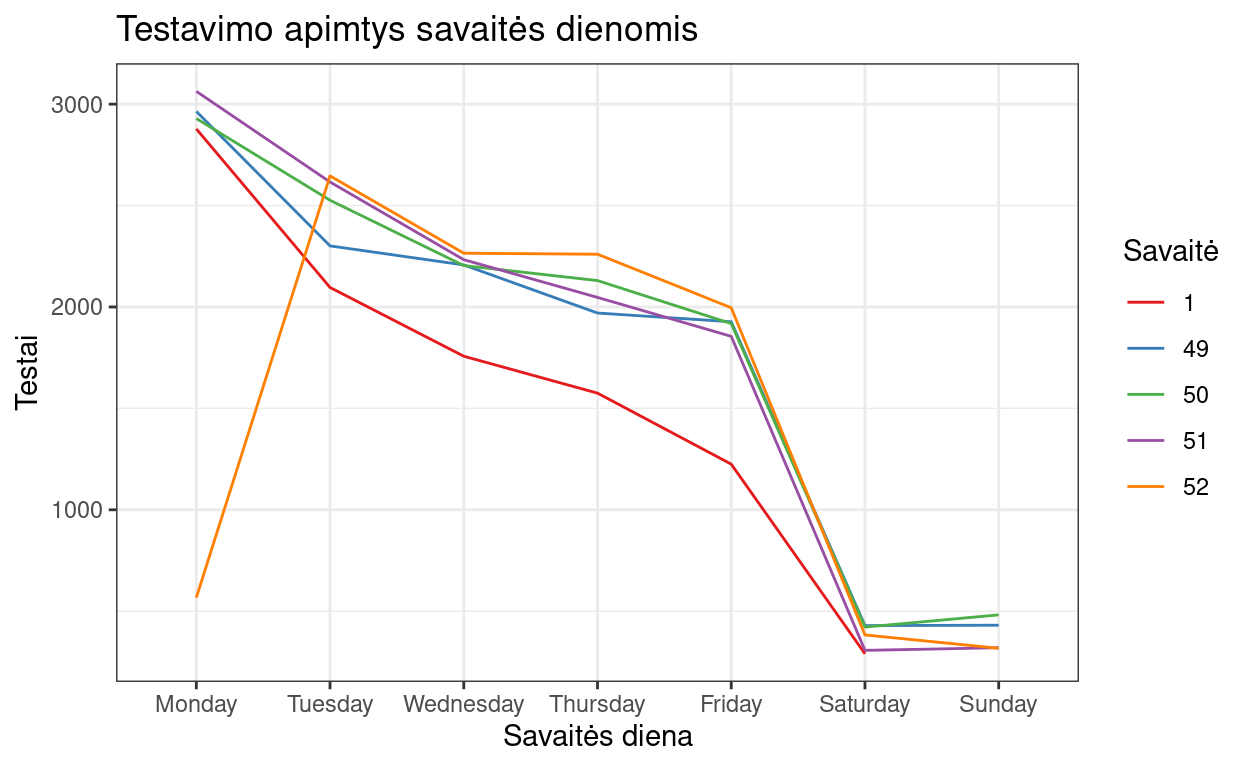 Testavimo apimtys savaitės dienomis
Testai
3000
2000
1000
Monday Tuesday Wednesday Thursday Friday Saturday Sunday
Savaitės diena
Savaitė
1
49
50
51
52